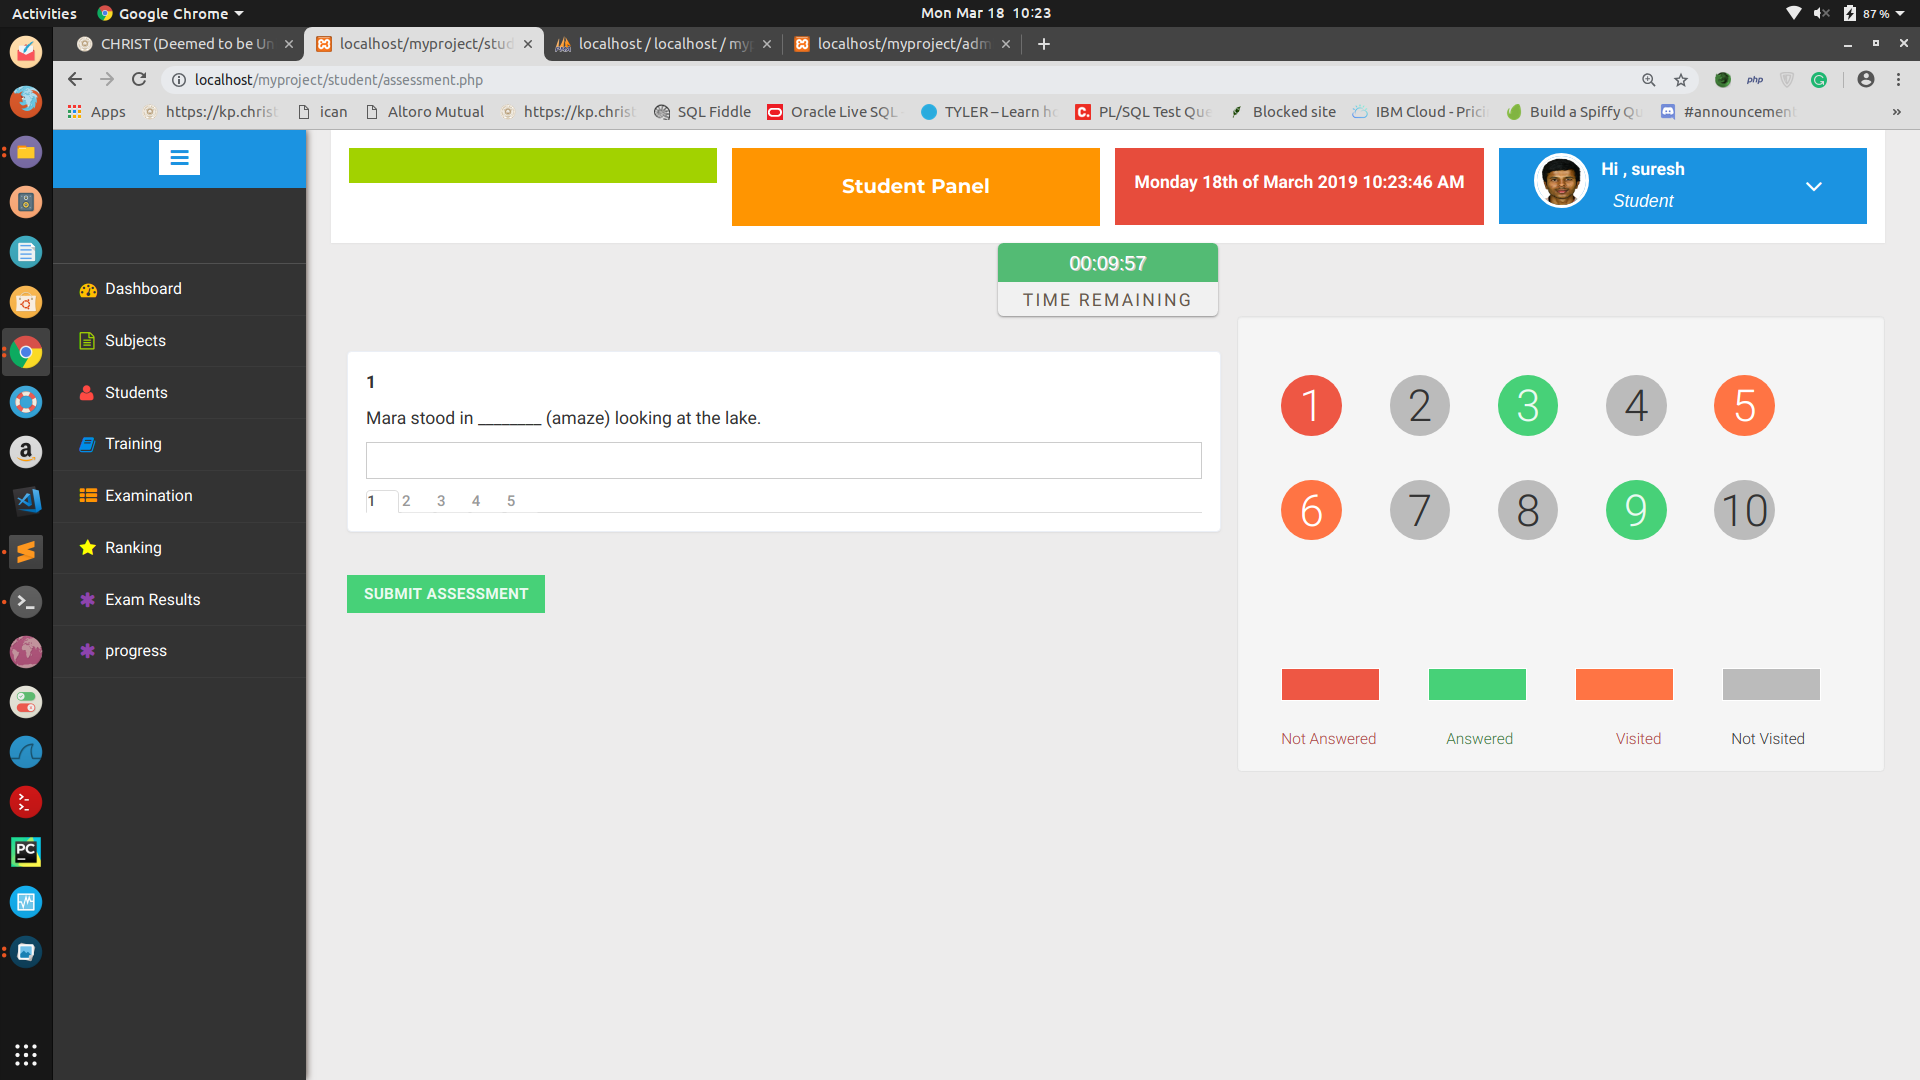 Activities
Google Chrome
Mon Mar 18 10:23
87 %
CHRIST (Deemed to be Un
localhost/myproject/stud
localhost / localhost / my
localhost/myproject/adm
localhost/myproject/student/assessment.php
php
Apps
https://kp.christ
ican
Altoro Mutual
https://kp.christ
SQL Fiddle
Oracle Live SQL
TYLER – Learn ho
PL/SQL Test Que
Blocked site
IBM Cloud - Prici
Build a Spiffy Qu
#announcemen
Student Panel
Monday 18th of March 2019 10:23:46 AM
Hi , suresh
Student
00:09:57
TIME REMAINING
Dashboard
Subjects
Students
Training
Examination
Ranking
Exam Results
progress
1
Mara stood in ________ (amaze) looking at the lake.
1 2 3 4 5
SUBMIT ASSESSMENT
1 2 3 4 5
6 7 8 9 10
Not Answered
Answered
Visited
Not Visited
PC